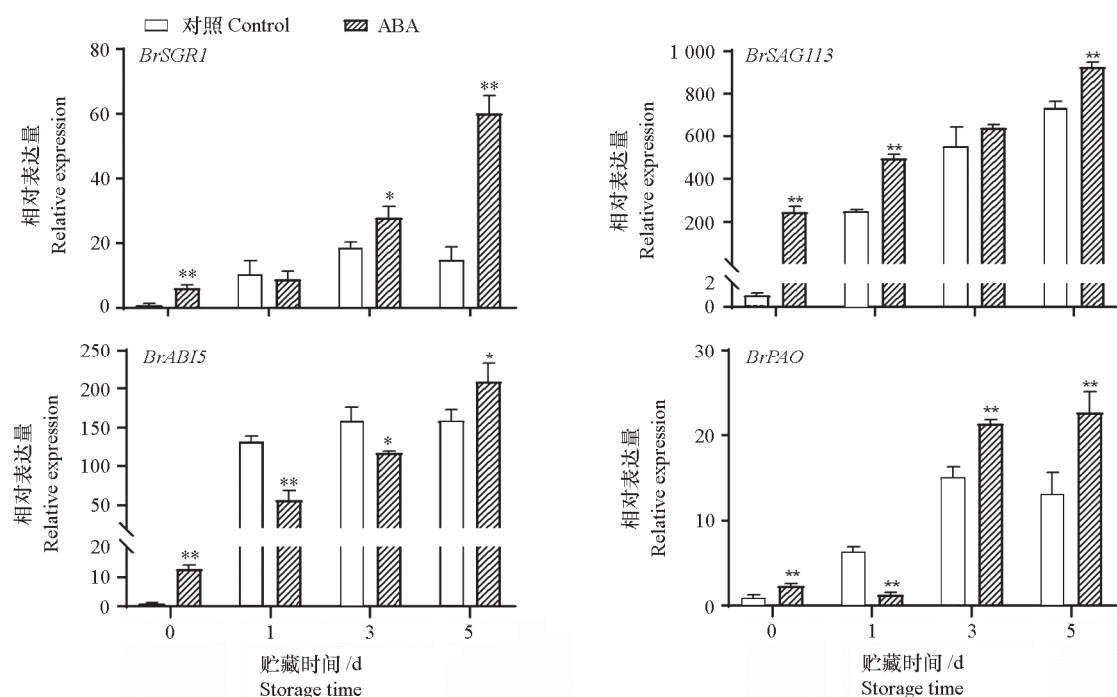 对照 Control ABA
BrSGR1
80
60
40
20
0
**
*
**
相对表达量
Relative expression
BrSAG113
1 000
800
600
400
200
2
0
**
**
**
相对表达量
Relative expression
BrABI5
250
200
150
100
50
20
10
0
**
**
*
*
相对表达量
Relative expression
0 1 3 5
贮藏时间 /d
Storage time
BrPAO
30
20
10
0
**
**
**
**
相对表达量
Relative expression
0 1 3 5
贮藏时间 /d
Storage time